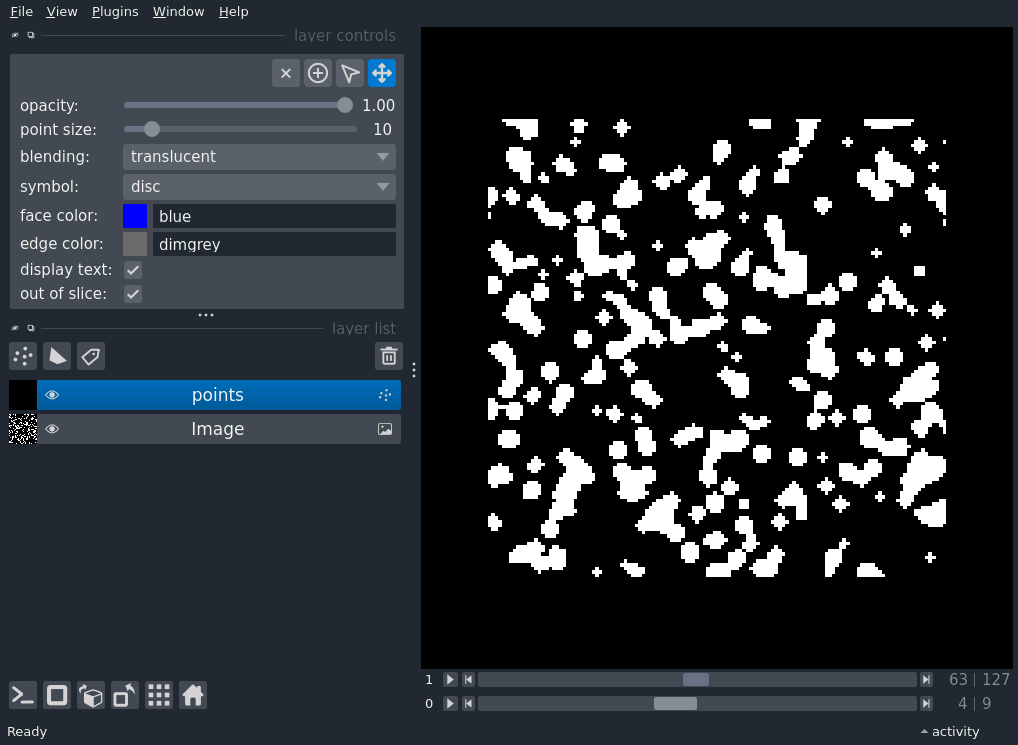 File View Plugins Window Help
layer controls
opacity: 1.00
point size: 10
blending: translucent
symbol: disc
face color: blue
edge color: dimgrey
display text:
out of slice:
layer list
points
Image
1 63 | 127
0 4 | 9
Ready activity